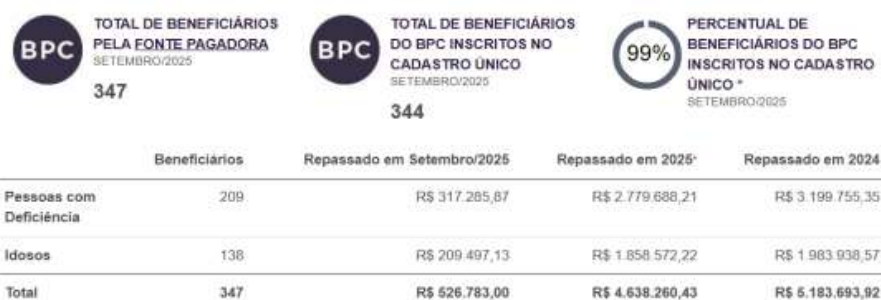 BPC
TOTAL DE BENEFICIÁRIOS
PELA FONTE PAGADORA
SETEMBRO/2025
347
BPC
TOTAL DE BENEFICIÁRIOS
DO BPC INSCRITOS NO
CADASTRO ÚNICO
SETEMBRO/2025
344
99%
PERCENTUAL DE
BENEFICIÁRIOS DO BPC
INSCRITOS NO CADASTRO
ÚNICO *
SETEMBRO/2025
Beneficiários Repassado em Setembro/2025 Repassado em 2025* Repassado em 2024
Pessoas com
Deficiência 209 R$ 317.285,87 R$ 2.779.688,21 R$ 3.199.755,35
Idosos 138 R$ 209.497,13 R$ 1.858.572,22 R$ 1.983.938,57
Total 347 R$ 526.783,00 R$ 4.638.260,43 R$ 5.183.693,92